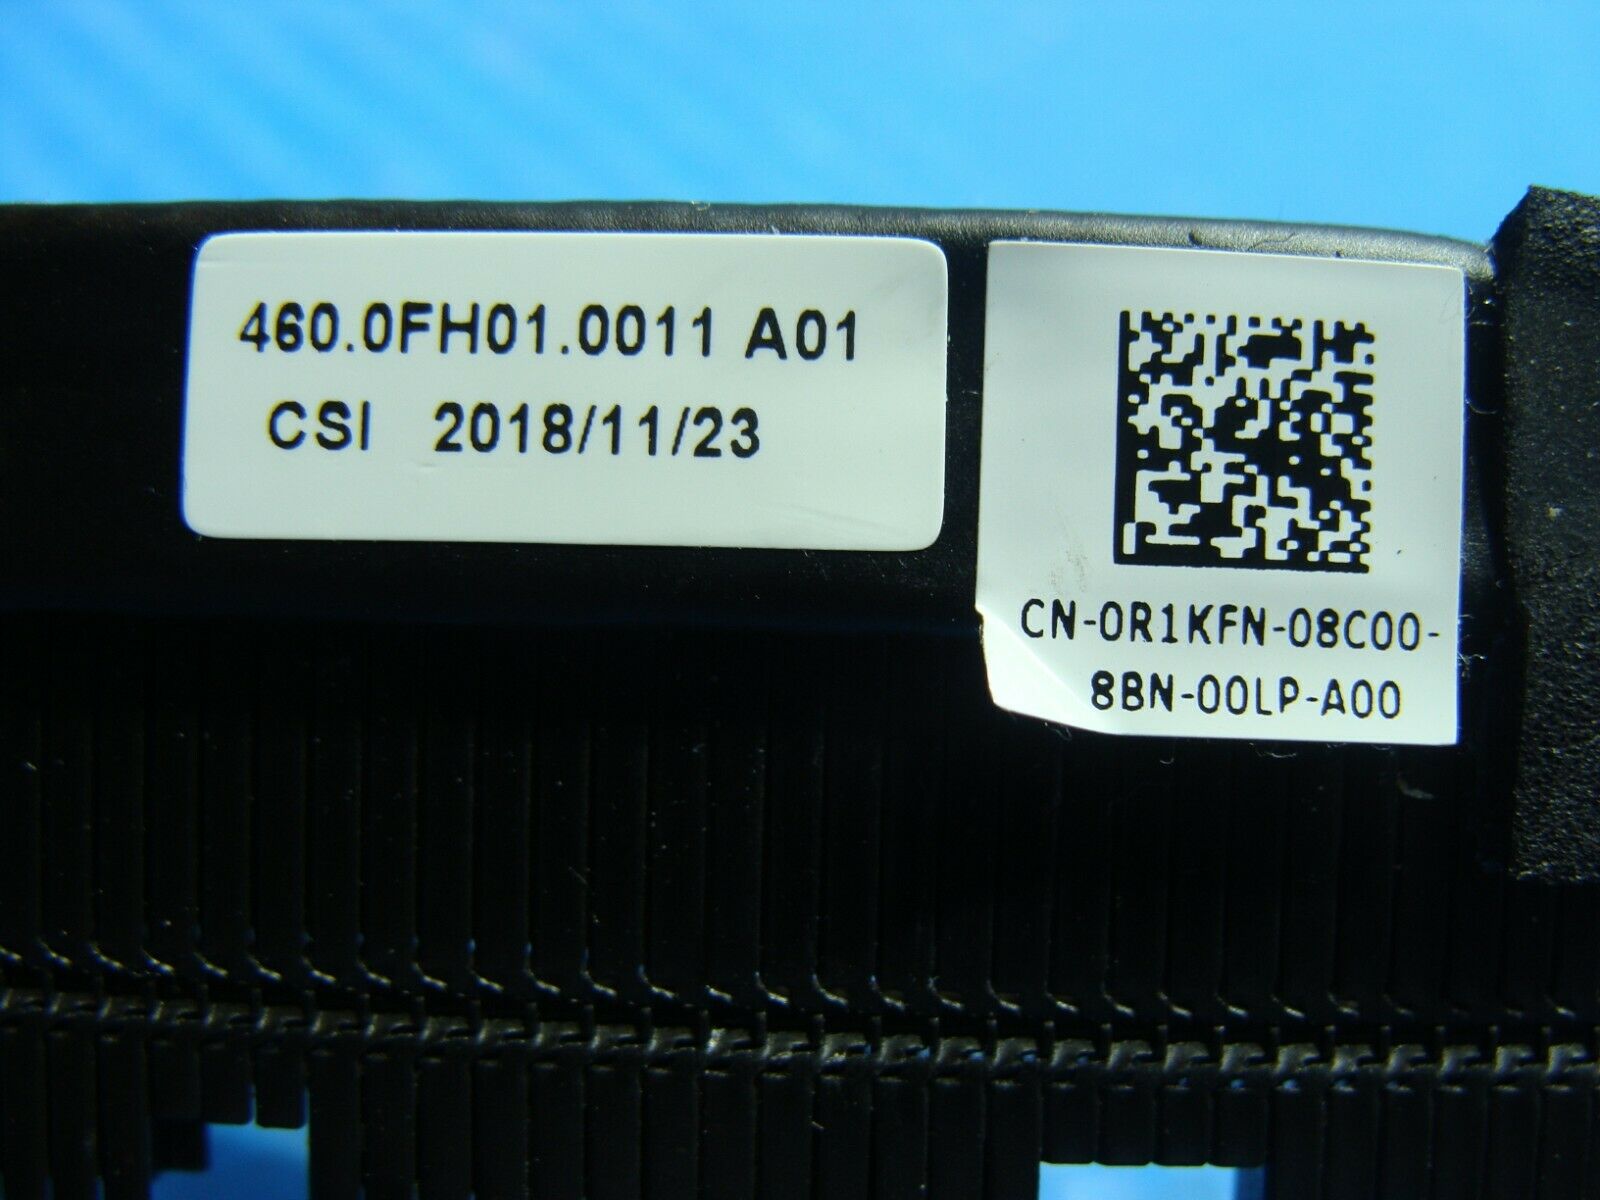 460.0FH01.0011 A01
CSI 2018/11/23
CN-0R1KFN-08C00-
8BN-00LP-A00